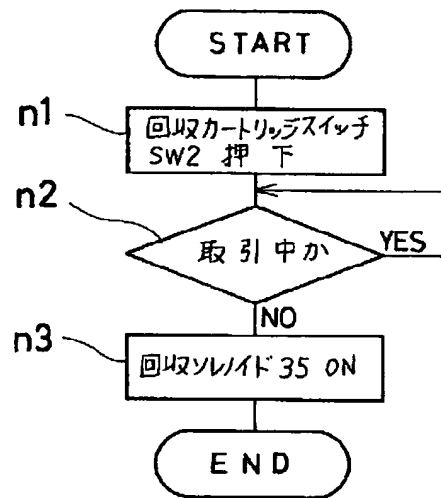 START
n1
回収カートリッヂスイッチ
SW2 押下
n2
取引中か
YES
NO
n3
回収ソレノイド 35 ON
END